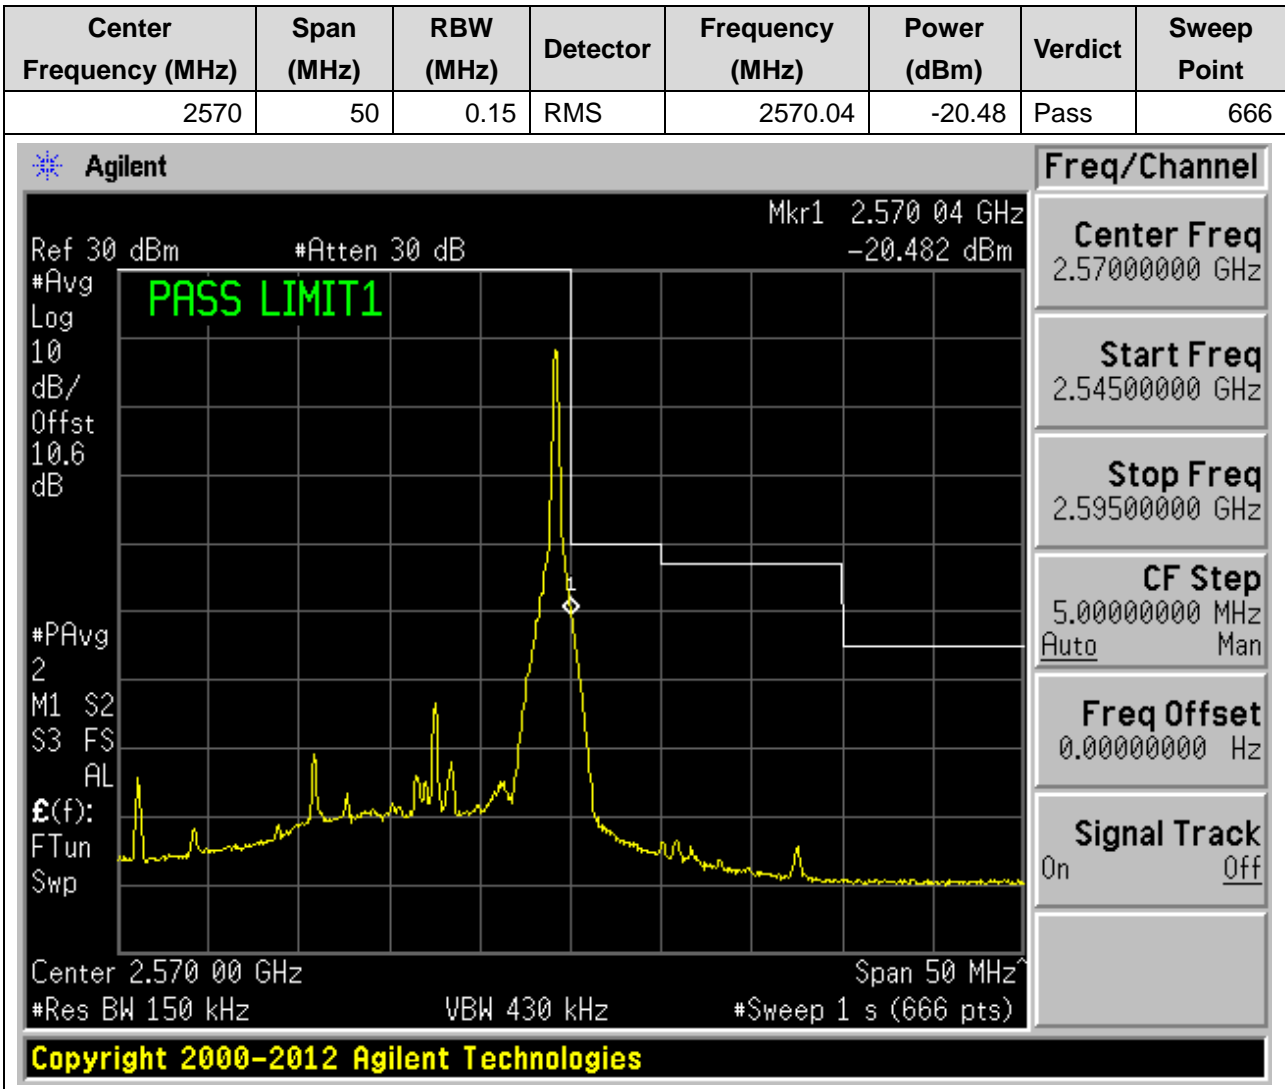 Center Frequency (MHz) Span (MHz) RBW (MHz) Detector Frequency (MHz) Power (dBm) Verdict Sweep Point
2570 50 0.15 RMS 2570.04 -20.48 Pass 666
Agilent
Freq/Channel
Mkr1 2.570 04 GHz
Ref 30 dBm #Atten 30 dB -20.482 dBm
#Avg
Log
10
dB/
Offst
10.6
dB
PASS LIMIT1
1
#PAvg
2
M1 S2
S3 FS
AL
£(f):
FTun
Swp
Center 2.570 00 GHz Span 50 MHz^
#Res BW 150 kHz VBW 430 kHz #Sweep 1 s (666 pts)
Center Freq
2.57000000 GHz
Start Freq
2.54500000 GHz
Stop Freq
2.59500000 GHz
CF Step
5.00000000 MHz
Auto Man
Freq Offset
0.00000000 Hz
Signal Track
On Off
Copyright 2000-2012 Agilent Technologies